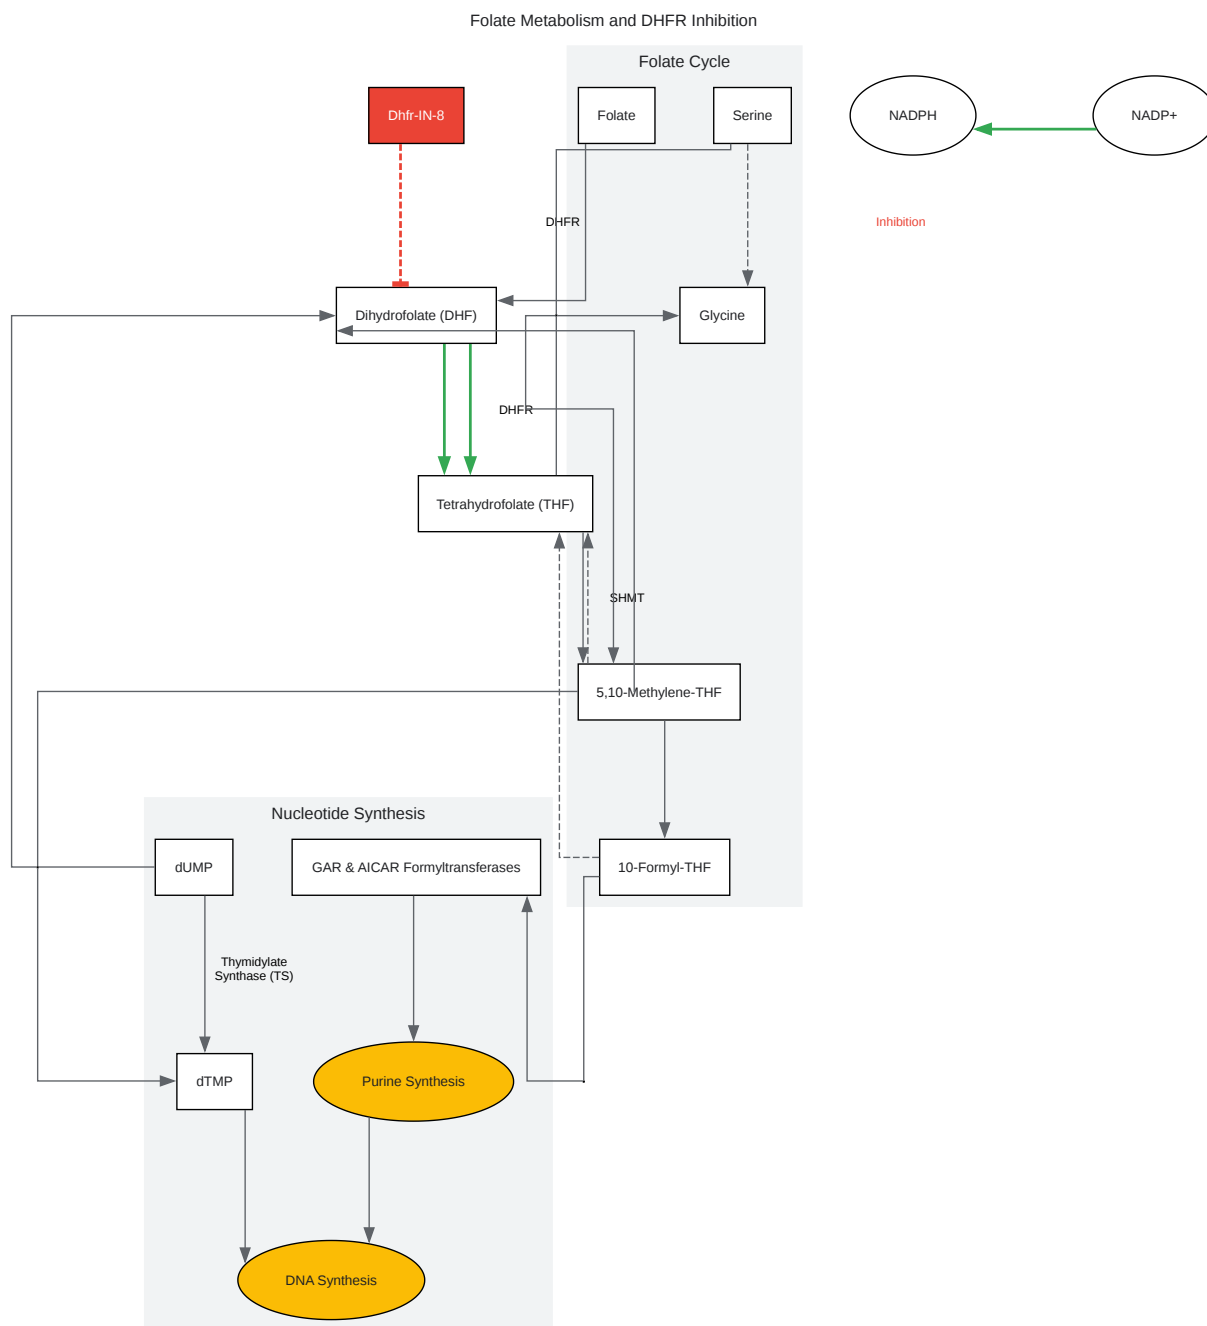 Folate Metabolism and DHFR Inhibition
Folate Cycle
Dhfr-IN-8
Folate
Serine
NADPH
NADP+
DHFR
Inhibition
Dihydrofolate (DHF)
Glycine
DHFR
Tetrahydrofolate (THF)
SHMT
5,10-Methylene-THF
Nucleotide Synthesis
dUMP
GAR & AICAR Formyltransferases
10-Formyl-THF
Thymidylate
Synthase (TS)
dTMP
Purine Synthesis
DNA Synthesis